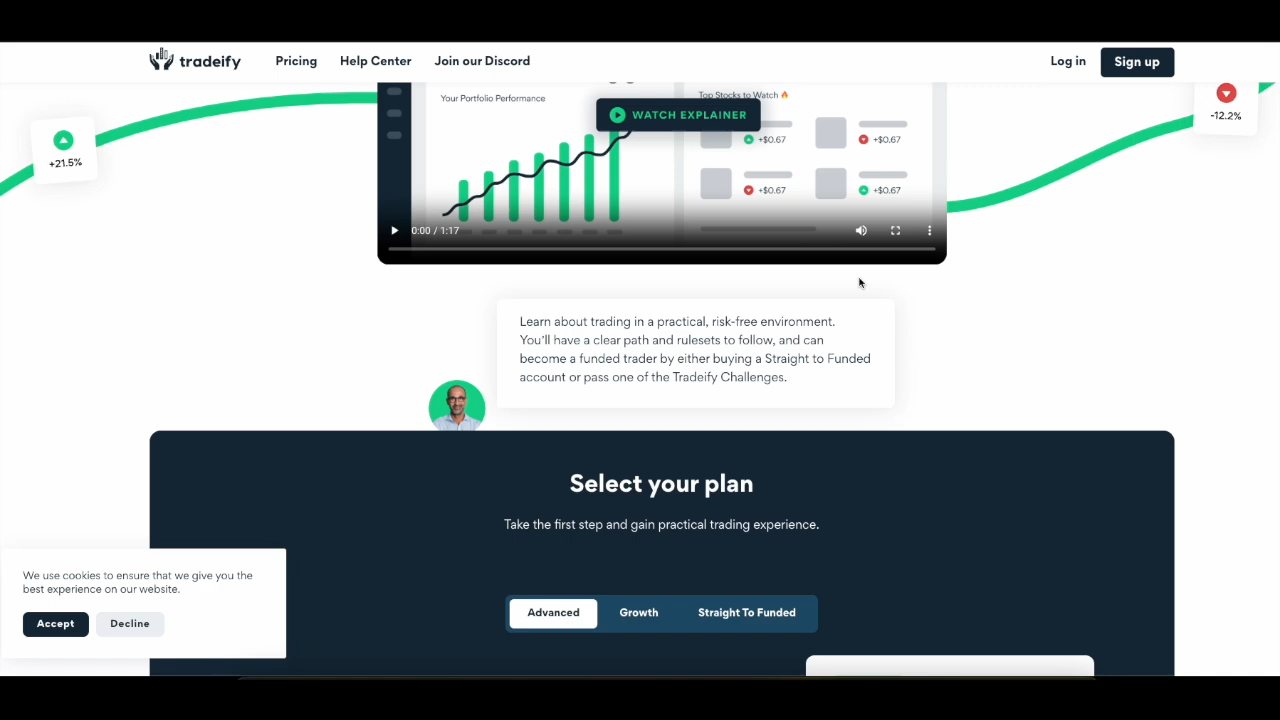 tradeify
Pricing
Help Center
Join our Discord
Log in
Sign up
Your Portfolio Performance
Top Stocks to Watch 🔥
WATCH EXPLAINER
+21.5%
-12.2%
+$0.67
+$0.67
+$0.67
+$0.67
0:00 / 1:17
Learn about trading in a practical, risk-free environment.
You'll have a clear path and rulesets to follow, and can
become a funded trader by either buying a Straight to Funded
account or pass one of the Tradeify Challenges.
Select your plan
Take the first step and gain practical trading experience.
We use cookies to ensure that we give you the
best experience on our website.
Accept
Decline
Advanced
Growth
Straight To Funded